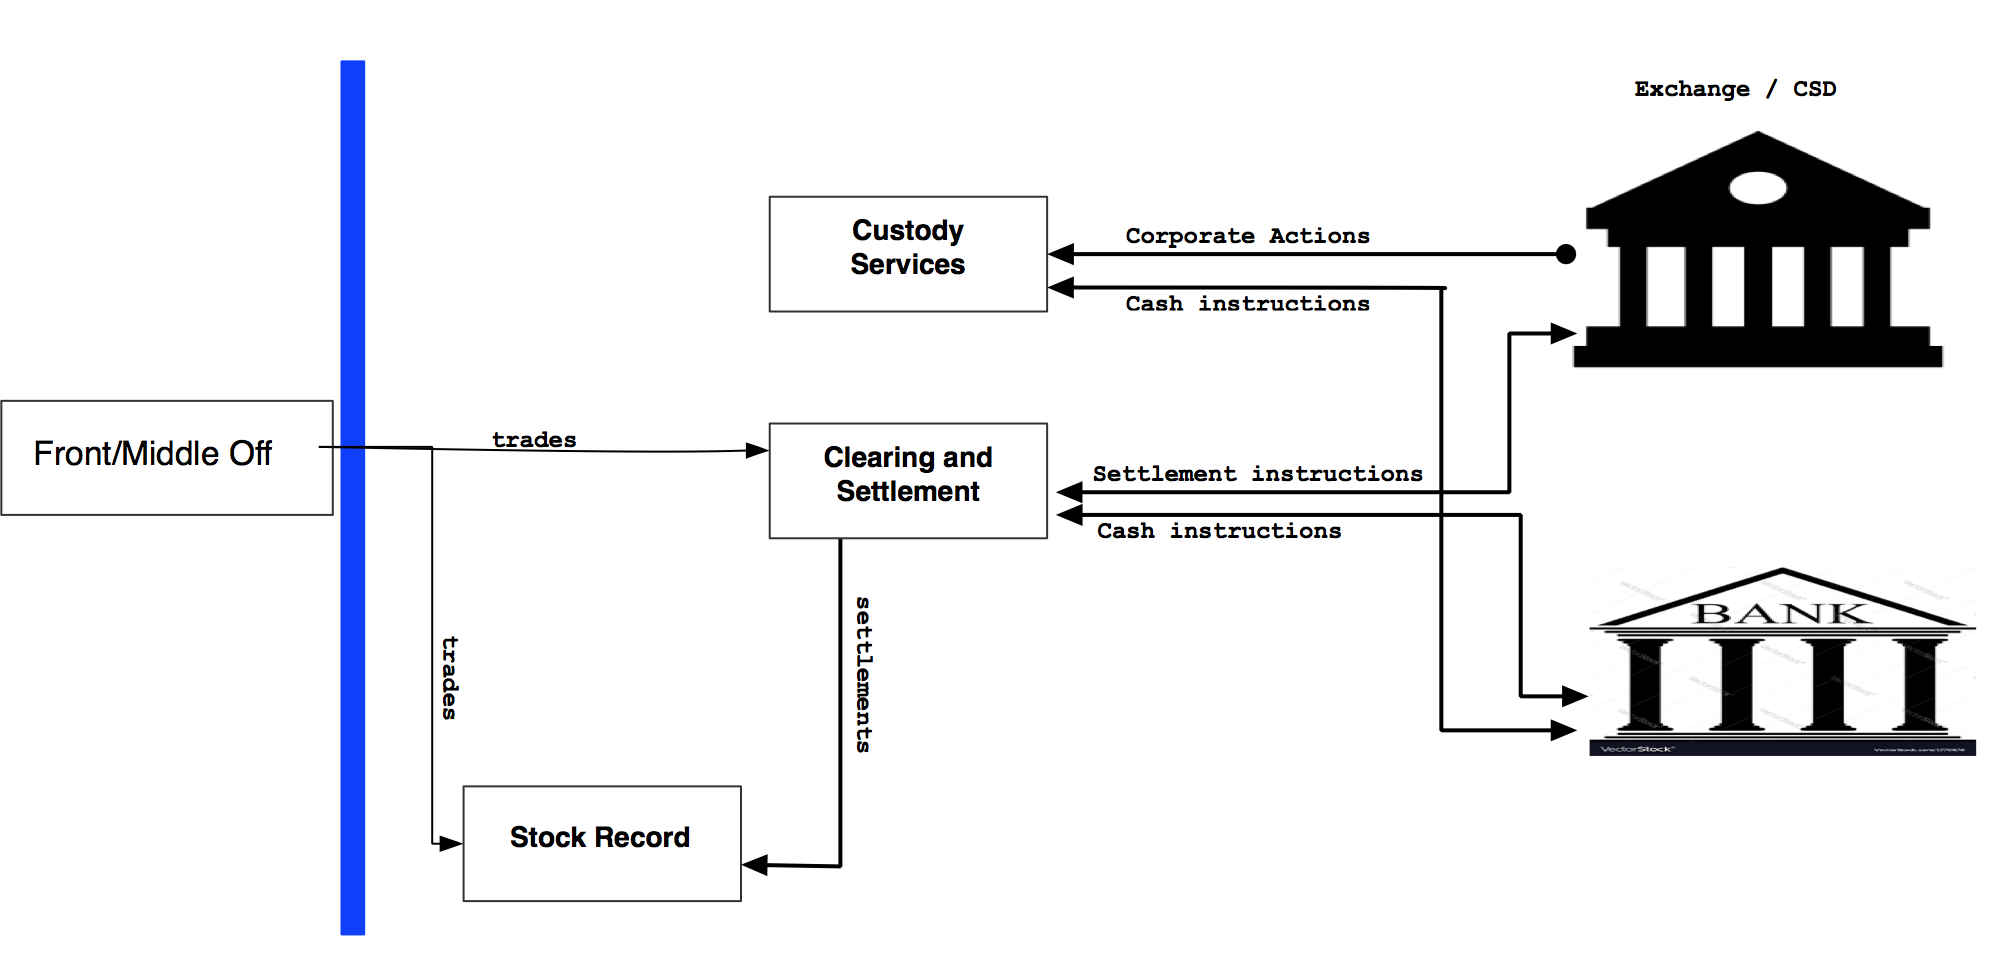 Exchange / CSD
Custody
Services
Corporate Actions
Cash instructions
Front/Middle Off
trades
Clearing and
Settlement
Settlement instructions
Cash instructions
trades
settlements
Stock Record
BANK
VectorStock